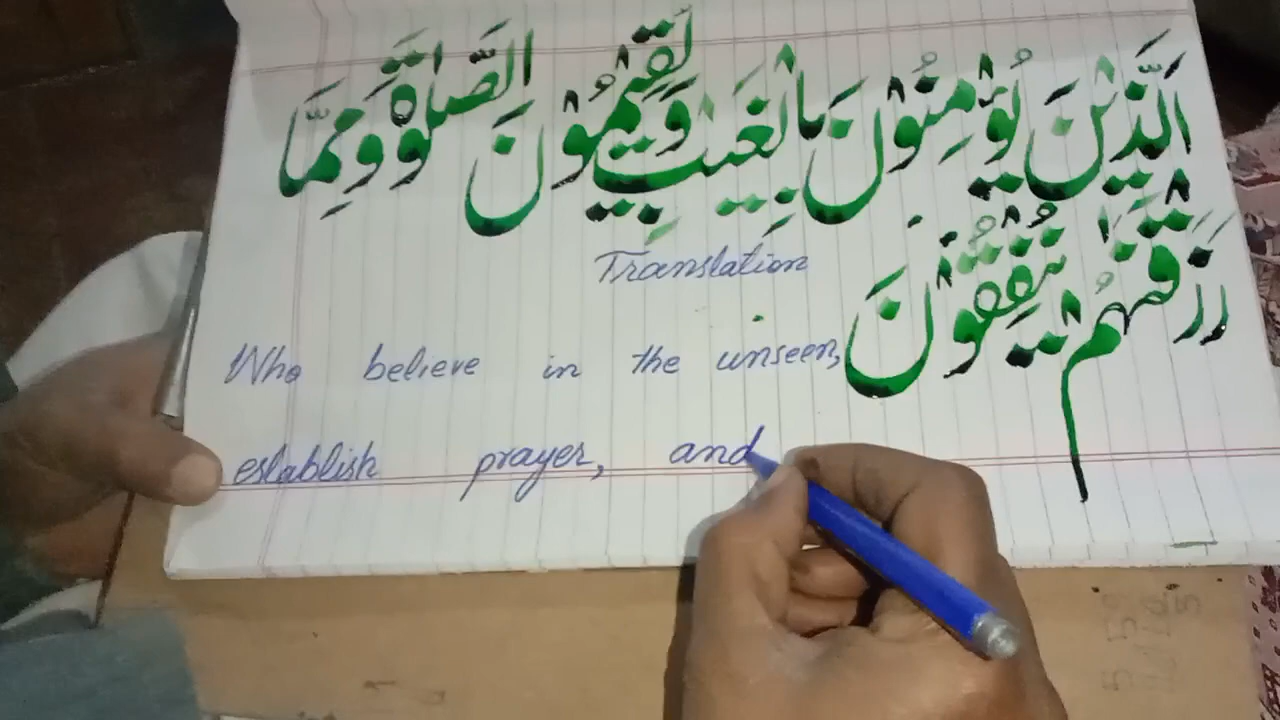 الَّذِيْنَ يُؤْمِنُوْنَ بِالْغَيْبِ وَيُقِيْمُوْنَ الصَّلٰوةَ وَمِمَّا
رَزَقْنٰهُمْ يُنْفِقُوْنَ
Translation
Who believe in the unseen,
establish prayer, and